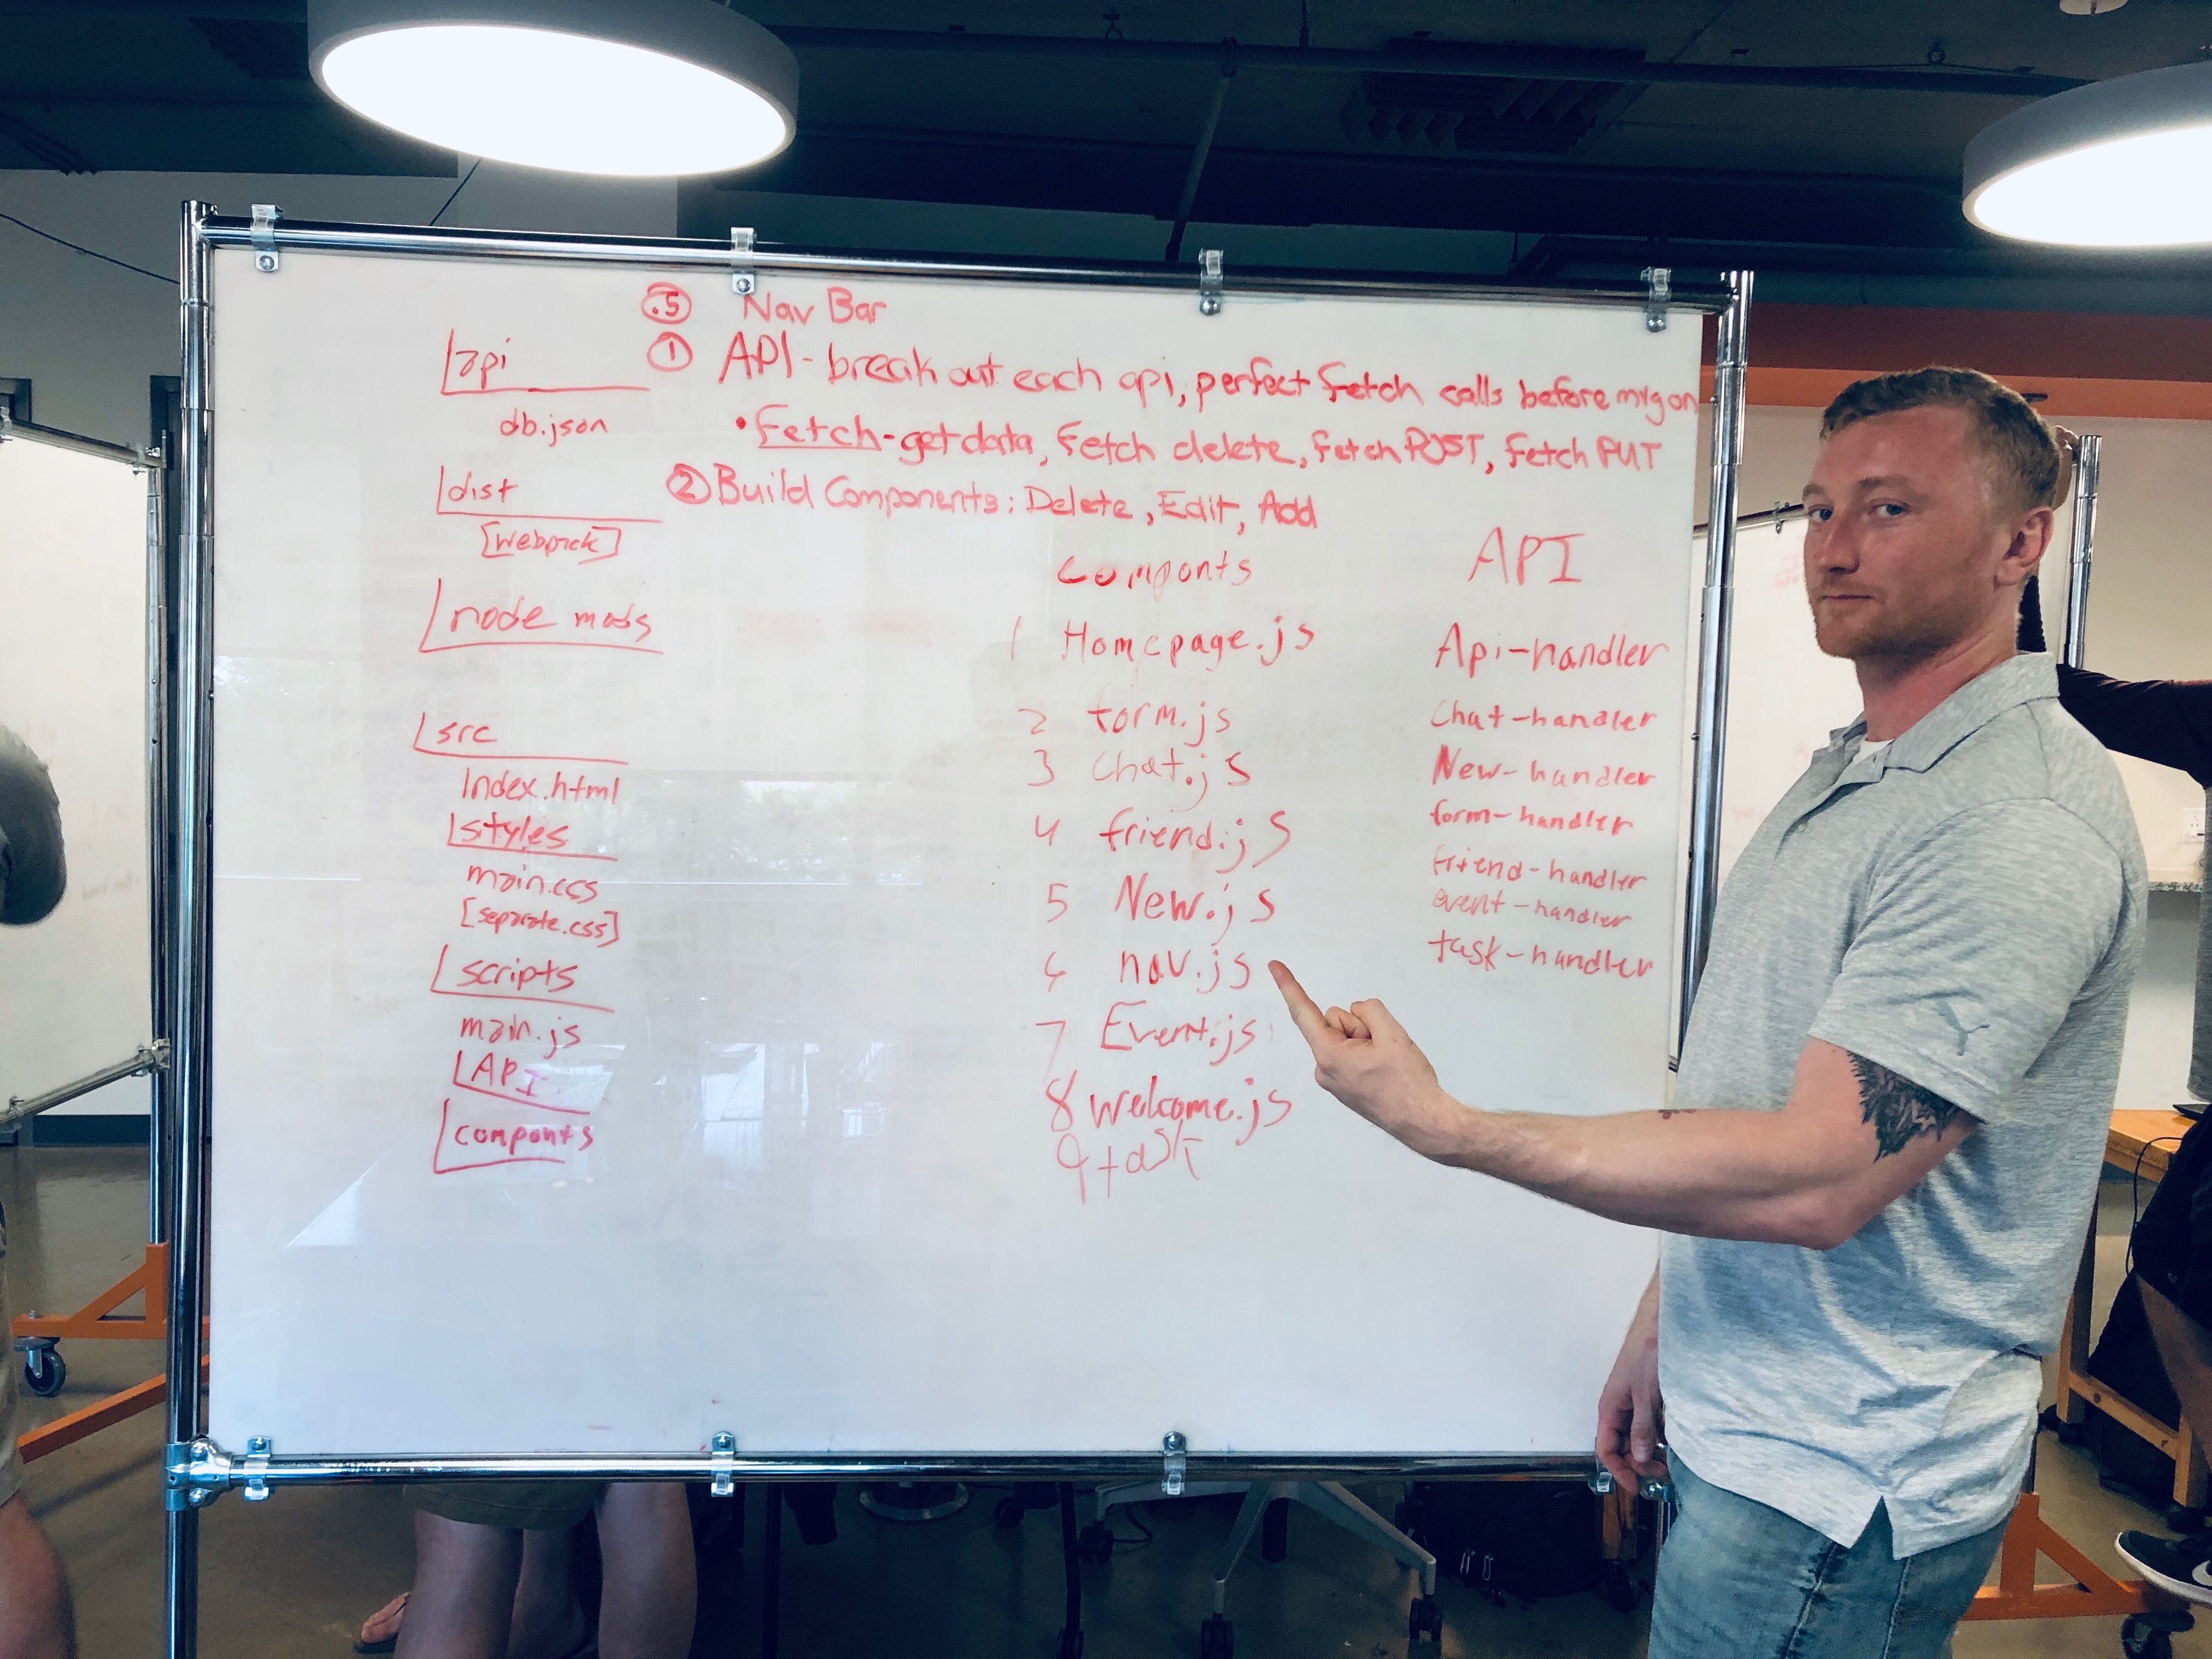 .5 Nav Bar
1 API - break out each api, perfect fetch calls before mvg on
• Fetch - get data, Fetch delete, fetch POST, fetch PUT
2 Build Components: Delete, Edit, Add
api
db.json
dist
[webpack]
node mods
src
Index.html
styles
main.css
[separate.css]
scripts
main.js
API
componts
componts
1 Homepage.js
2 form.js
3 chat.js
4 friend.js
5 New.js
6 nav.js
7 Event.js
8 welcome.js
9 task
API
Api-handler
Chat-handler
New-handler
form-handler
friend-handler
event-handler
task-handler